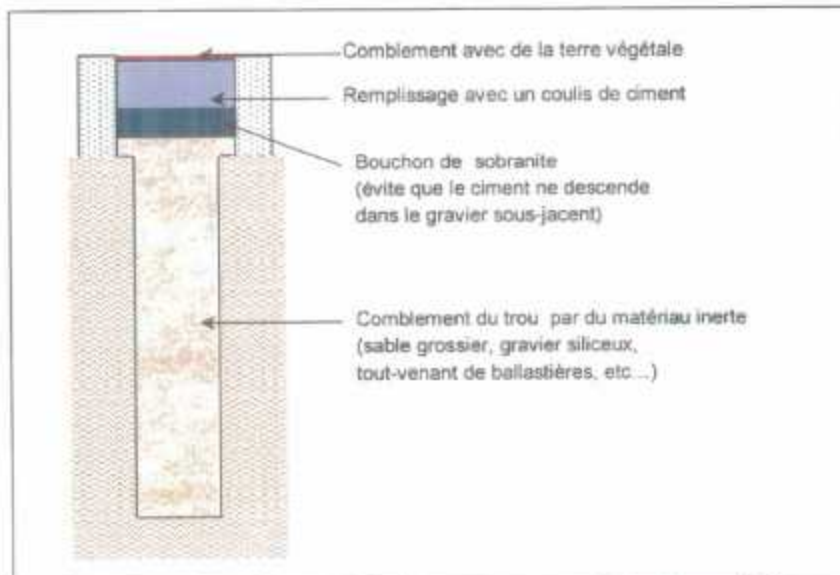 Comblement avec de la terre végétale
Remplissage avec un coulis de ciment
Bouchon de sobranite
(évite que le ciment ne descende
dans le gravier sous-jacent)
Comblement du trou par du matériau inerte
(sable grossier, gravier siliceux,
tout-venant de ballastières, etc...)